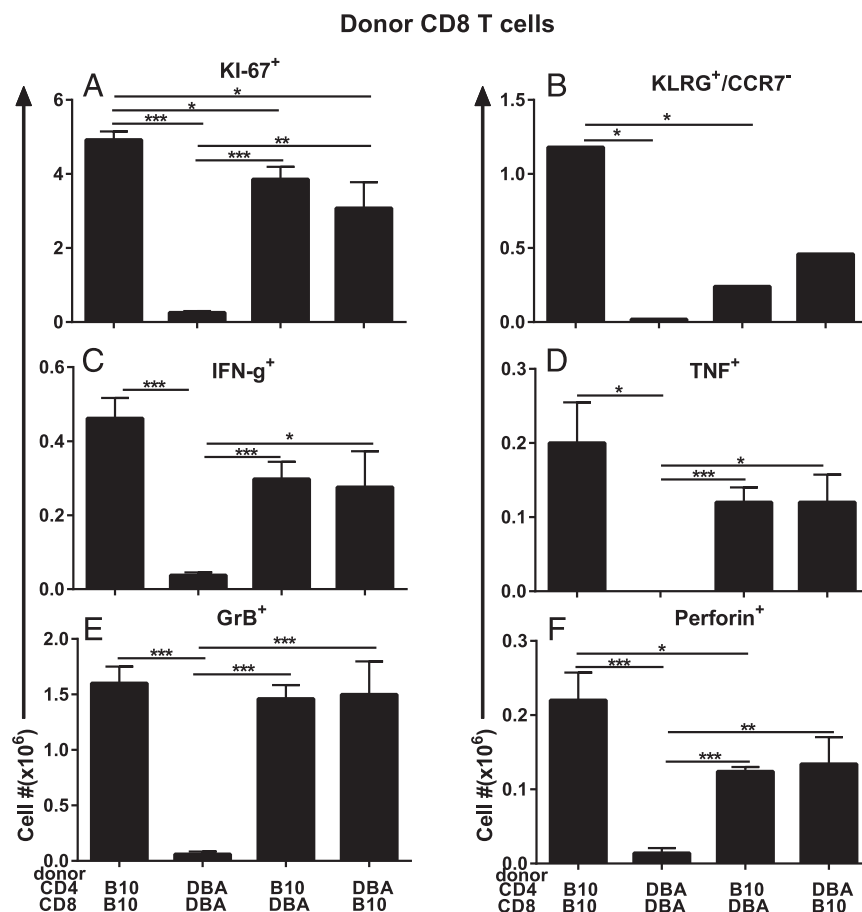 Donor CD8 T cells
A
KI-67+
6
4
2
0
*
*
***
**
***
B
KLRG+/CCR7-
1.5
1.0
0.5
0.0
*
*
C
IFN-g+
0.6
0.4
0.2
0.0
***
*
***
D
TNF+
0.3
0.2
0.1
0.0
*
*
***
E
GrB+
2.0
1.5
1.0
0.5
0.0
***
***
***
F
Perforin+
0.3
0.2
0.1
0.0
*
***
**
***
Cell #(x10⁶)
Cell #(x10⁶)
donor
CD4 B10 DBA B10 DBA
CD8 B10 DBA DBA B10
donor
CD4 B10 DBA B10 DBA
CD8 B10 DBA DBA B10